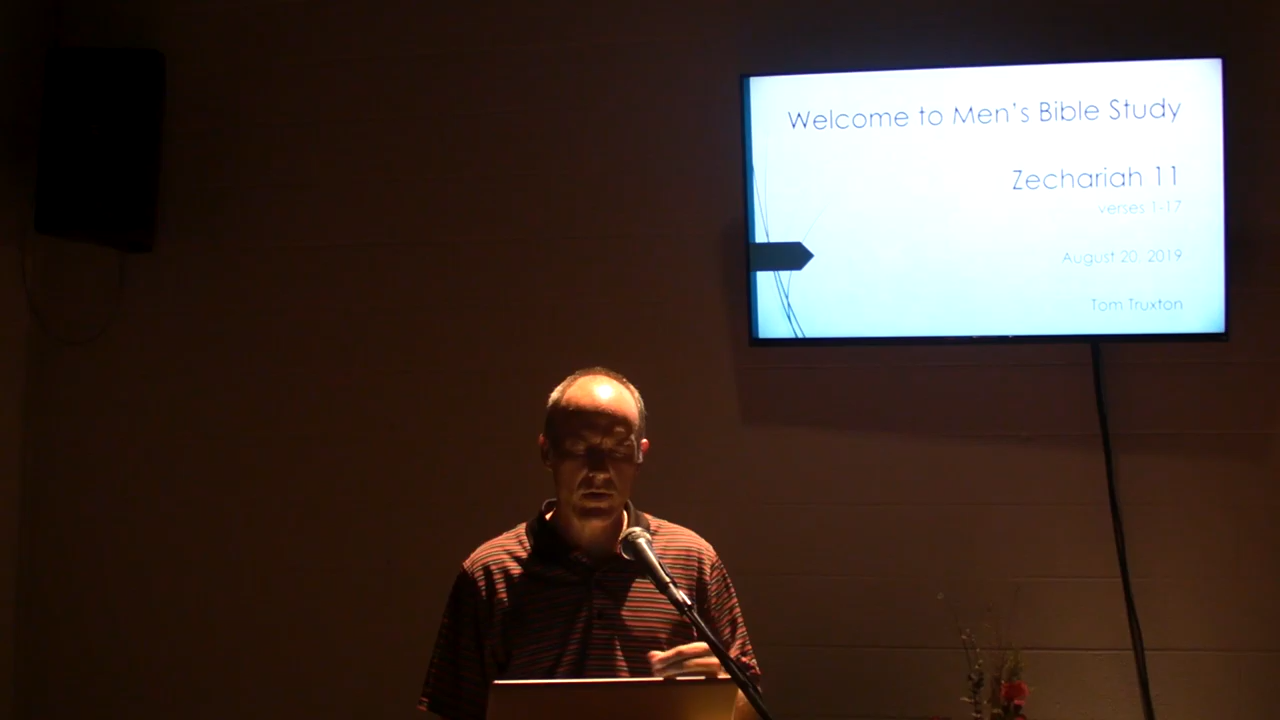 Welcome to Men's Bible Study
Zechariah 11
verses 1-17
August 20, 2019
Tom Truxton